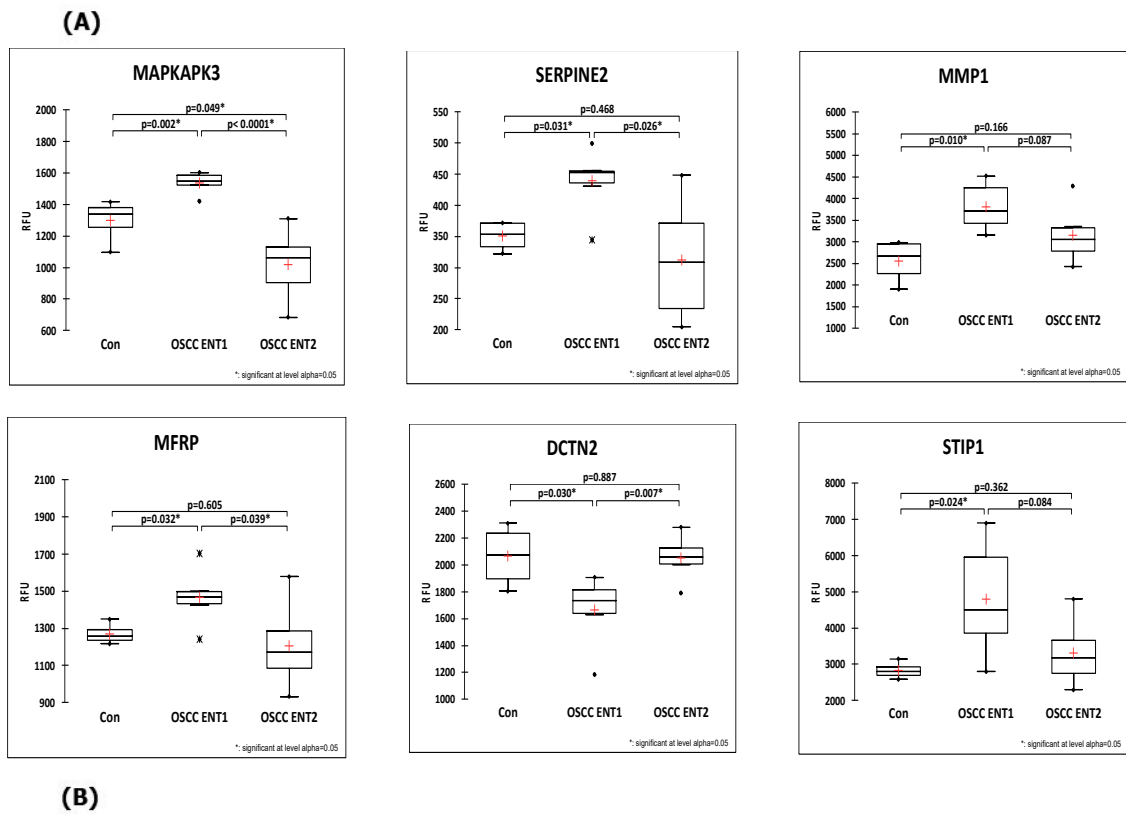 (A)
MAPKAPK3
p=0.049*
p=0.002*
p< 0.0001*
2000
1800
1600
1400
1200
1000
800
600
RFU
Con
OSCC ENT1
OSCC ENT2
*: significant at level alpha=0.05
SERPINE2
p=0.468
p=0.031*
p=0.026*
550
500
450
400
350
300
250
200
RFU
Con
OSCC ENT1
OSCC ENT2
*: significant at level alpha=0.05
MMP1
p=0.166
p=0.010*
p=0.087
6000
5500
5000
4500
4000
3500
3000
2500
2000
1500
1000
RFU
Con
OSCC ENT1
OSCC ENT2
*: significant at level alpha=0.05
MFRP
p=0.605
p=0.032*
p=0.039*
2100
1900
1700
1500
1300
1100
900
RFU
Con
OSCC ENT1
OSCC ENT2
*: significant at level alpha=0.05
DCTN2
p=0.887
p=0.030*
p=0.007*
2600
2400
2200
2000
1800
1600
1400
1200
1000
RFU
Con
OSCC ENT1
OSCC ENT2
*: significant at level alpha=0.05
STIP1
p=0.362
p=0.024*
p=0.084
8000
7000
6000
5000
4000
3000
2000
RFU
Con
OSCC ENT1
OSCC ENT2
*: significant at level alpha=0.05
(B)